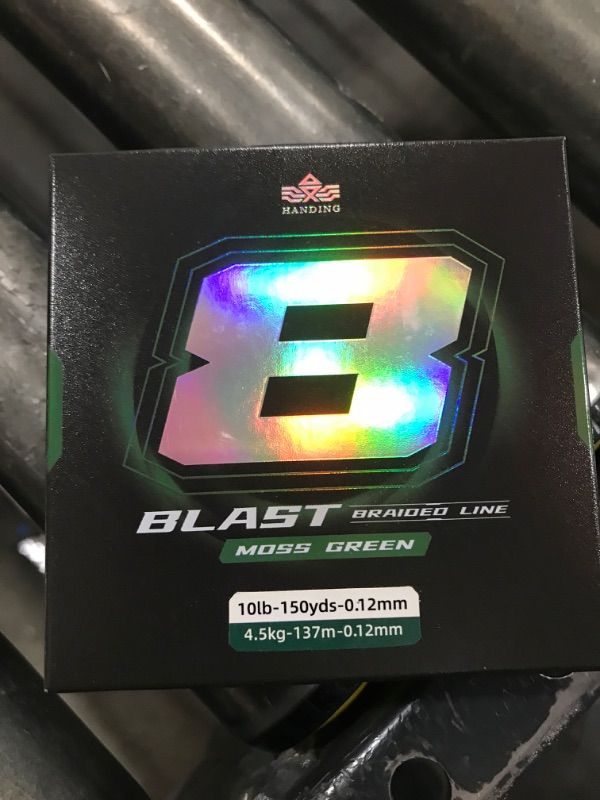 HANDING
8
BLAST BRAIDED LINE
MOSS GREEN
10lb-150yds-0.12mm
4.5kg-137m-0.12mm